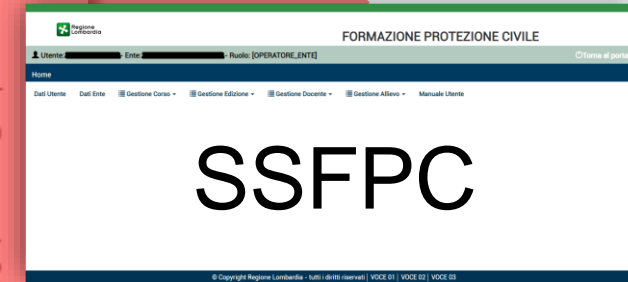 Regione
Lombardia
FORMAZIONE PROTEZIONE CIVILE
Utente: - Ente: - Ruolo: [OPERATORE_ENTE] Torna al porta
Home
Dati Utente Dati Ente Gestione Corso Gestione Edizione Gestione Docente Gestione Allievo Manuale Utente
SSFPC
© Copyright Regione Lombardia - tutti i diritti riservati | VOCE 01 | VOCE 02 | VOCE 03